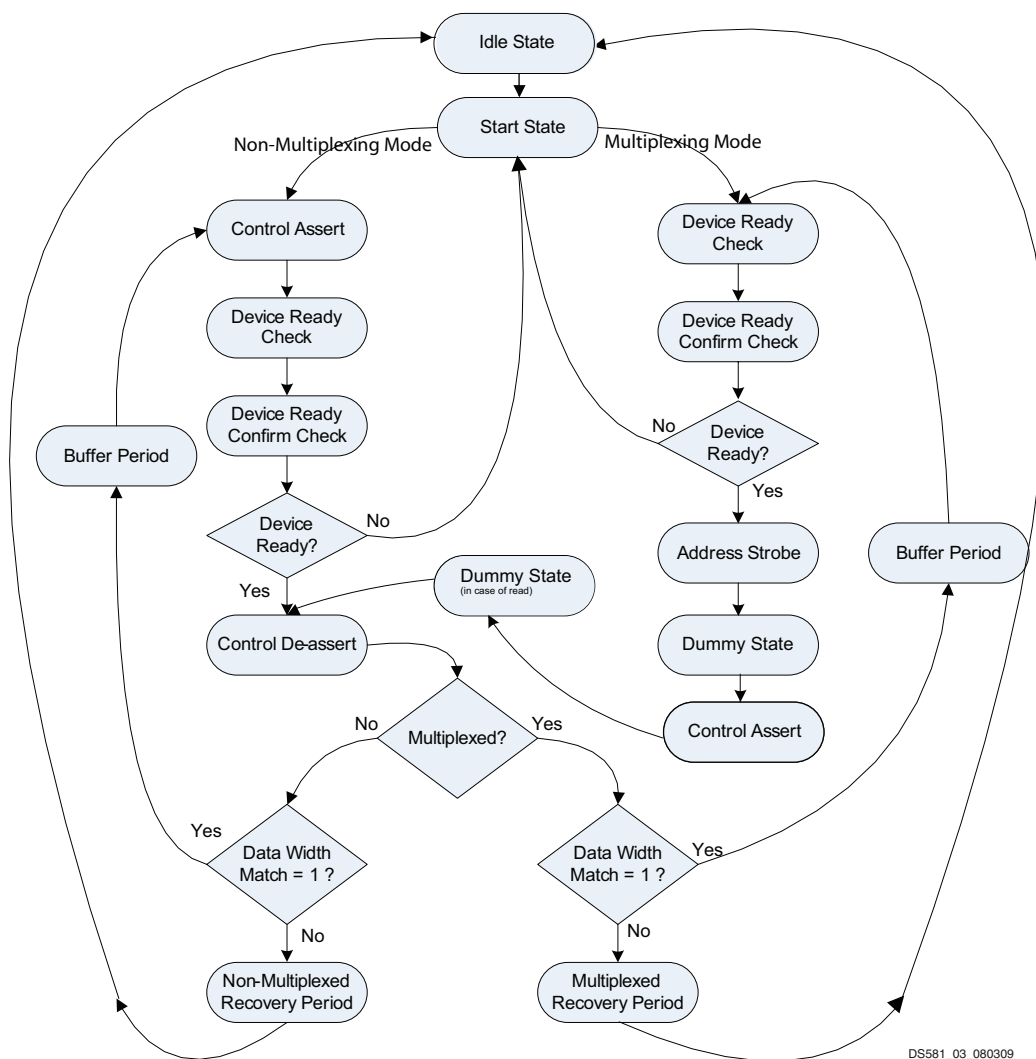 Idle State
Start State
Non-Multiplexing Mode
Multiplexing Mode
Control Assert
Device Ready
Check
Device Ready
Check
Device Ready
Confirm Check
Device Ready
Confirm Check
Buffer Period
No
Device
Ready?
Yes
Device
Ready?
No
Yes
Address Strobe
Buffer Period
Dummy State
(in case of read)
Control De-assert
Dummy State
No
Multiplexed?
Yes
Control Assert
Yes
Data Width
Match = 1 ?
No
Data Width
Match = 1 ?
Yes
No
Non-Multiplexed
Recovery Period
Multiplexed
Recovery Period
DS581_03_080309